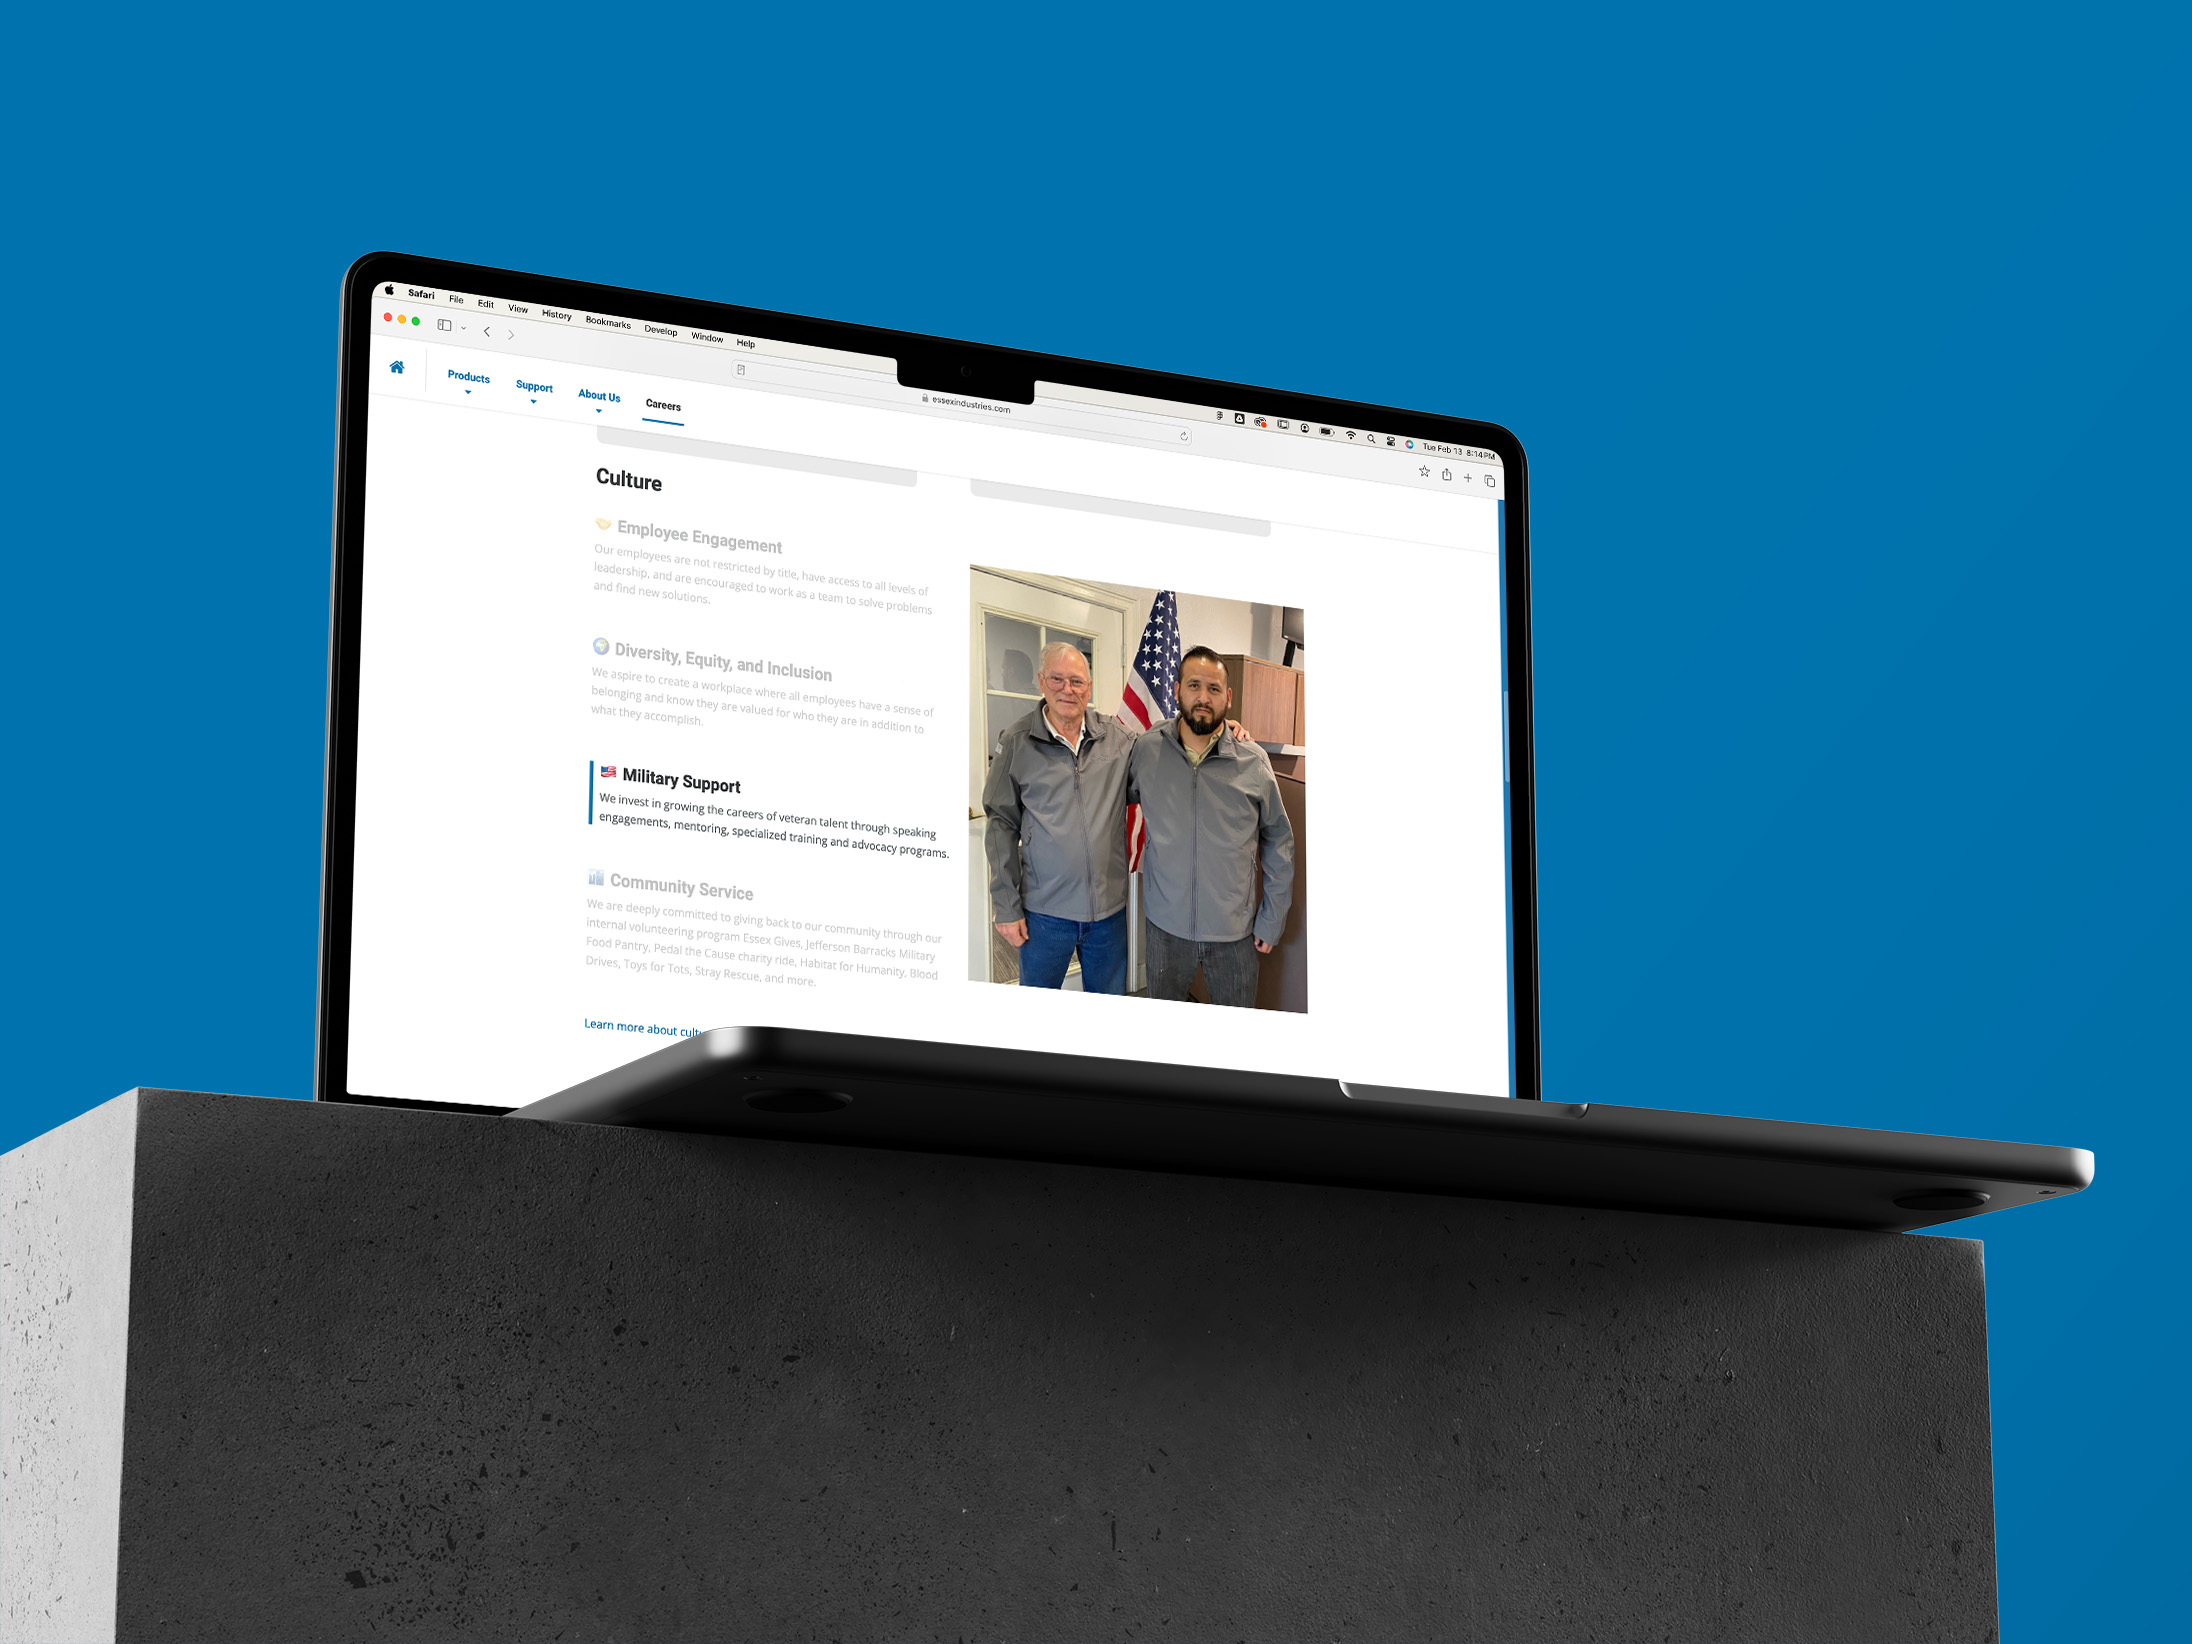 Safari File Edit View History Bookmarks Develop Window Help
Tue Feb 13 8:14 PM
essexindustries.com
Products
Support
About Us
Careers
Culture
Employee Engagement
Our employees are not restricted by title, have access to all levels of
leadership, and are encouraged to work as a team to solve problems
and find new solutions.
Diversity, Equity, and Inclusion
We aspire to create a workplace where all employees have a sense of
belonging and know they are valued for who they are in addition to
what they accomplish.
Military Support
We invest in growing the careers of veteran talent through speaking
engagements, mentoring, specialized training and advocacy programs.
Community Service
We are deeply committed to giving back to our community through our
internal volunteering program Essex Gives, Jefferson Barracks Military
Food Pantry, Pedal the Cause charity ride, Habitat for Humanity, Blood
Drives, Toys for Tots, Stray Rescue, and more.
Learn more about